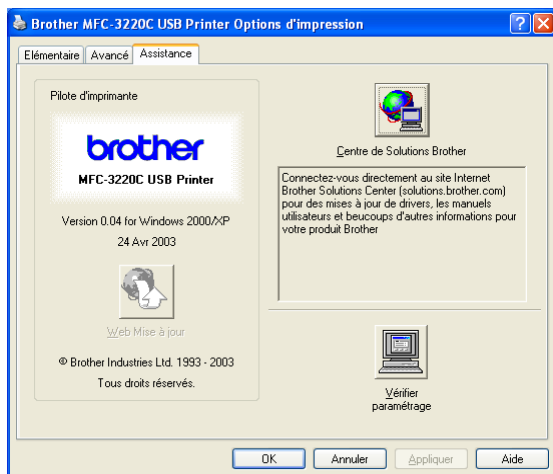 Brother MFC-3220C USB Printer Options d'impression
Elémentaire Avancé Assistance
Pilote d'imprimante
brother
MFC-3220C USB Printer
Version 0.04 for Windows 2000/XP
24 Avr 2003
Web Mise à jour
© Brother Industries Ltd. 1993 - 2003
Tous droits réservés.
Centre de Solutions Brother
Connectez-vous directement au site Internet
Brother Solutions Center (solutions.brother.com)
pour des mises à jour de drivers, les manuels
utilisateurs et beucoups d'autres informations pour
votre produit Brother
Vérifier
paramétrage
OK Annuler Appliquer Aide